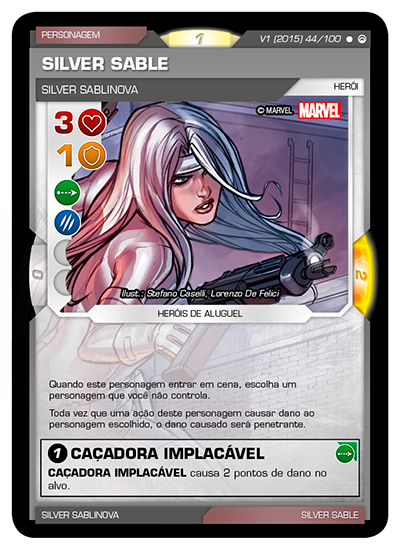 PERSONAGEM
1
V1 (2015) 44/100
SILVER SABLE
SILVER SABLINOVA
HERÓI
© MARVEL MARVEL
3
1
0
2
Ilust.: Stefano Caselli, Lorenzo De Felici
HERÓIS DE ALUGUEL
Quando este personagem entrar em cena, escolha um
personagem que você não controla.
Toda vez que uma ação deste personagem causar dano ao
personagem escolhido, o dano causado será penetrante.
1 CAÇADORA IMPLACÁVEL
CAÇADORA IMPLACÁVEL causa 2 pontos de dano no
alvo.
SILVER SABLINOVA
SILVER SABLE